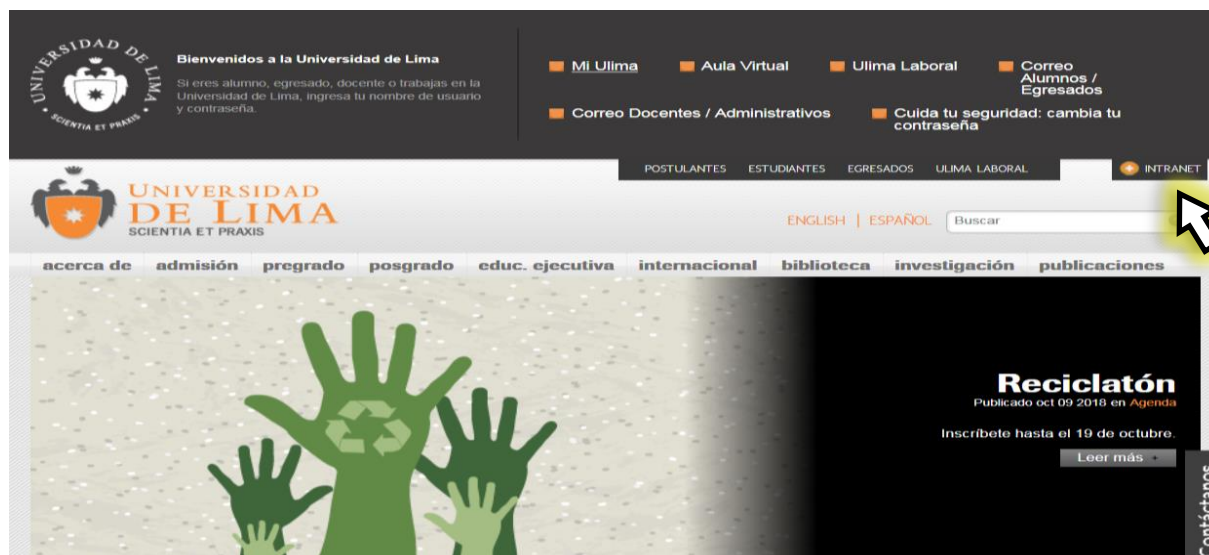 UNIVERSIDAD DE LIMA
SCIENTIA ET PRAXIS
Bienvenidos a la Universidad de Lima
Si eres alumno, egresado, docente o trabajas en la
Universidad de Lima, ingresa tu nombre de usuario
y contraseña.
Mi Ulima
Aula Virtual
Ulima Laboral
Correo
Alumnos /
Egresados
Correo Docentes / Administrativos
Cuida tu seguridad: cambia tu
contraseña
POSTULANTES ESTUDIANTES EGRESADOS ULIMA LABORAL
INTRANET
UNIVERSIDAD
DE LIMA
SCIENTIA ET PRAXIS
ENGLISH | ESPAÑOL
Buscar
acerca de admisión pregrado posgrado educ. ejecutiva internacional biblioteca investigación publicaciones
Reciclatón
Publicado oct 09 2018 en Agenda
Inscríbete hasta el 19 de octubre.
Leer más +
Contáctanos